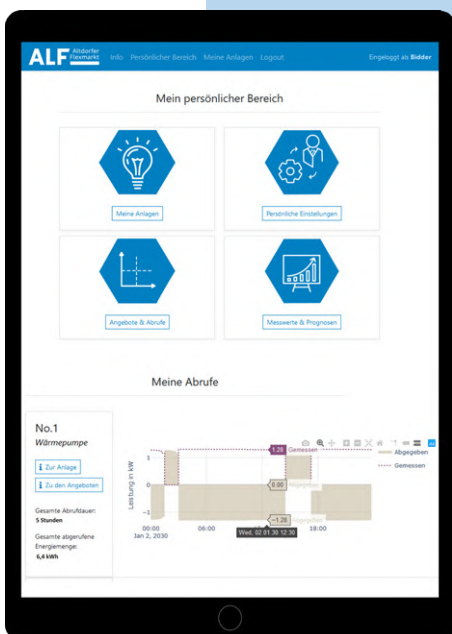 ALF Altdorfer Flexmarkt Info Persönlicher Bereich Meine Anlagen Logout Eingeloggt als Bidder
Mein persönlicher Bereich
Meine Anlagen
Persönliche Einstellungen
Angebote & Abrufe
Messwerte & Prognosen
Meine Abrufe
No.1
Wärmepumpe
i Zur Anlage
i Zu den Angeboten
Gesamte Abrufdauer:
5 Stunden
Gesamte abgerufene
Energiemenge:
6,4 kWh
Leistung in kW
1
0
−1
1.28 Gemessen
0.00 Abgegeben
−1.28 Abgegeben
Abgegeben
Gemessen
00:00
Jan 2, 2030
06:00
Wed, 02 01 30 12:30
18:00